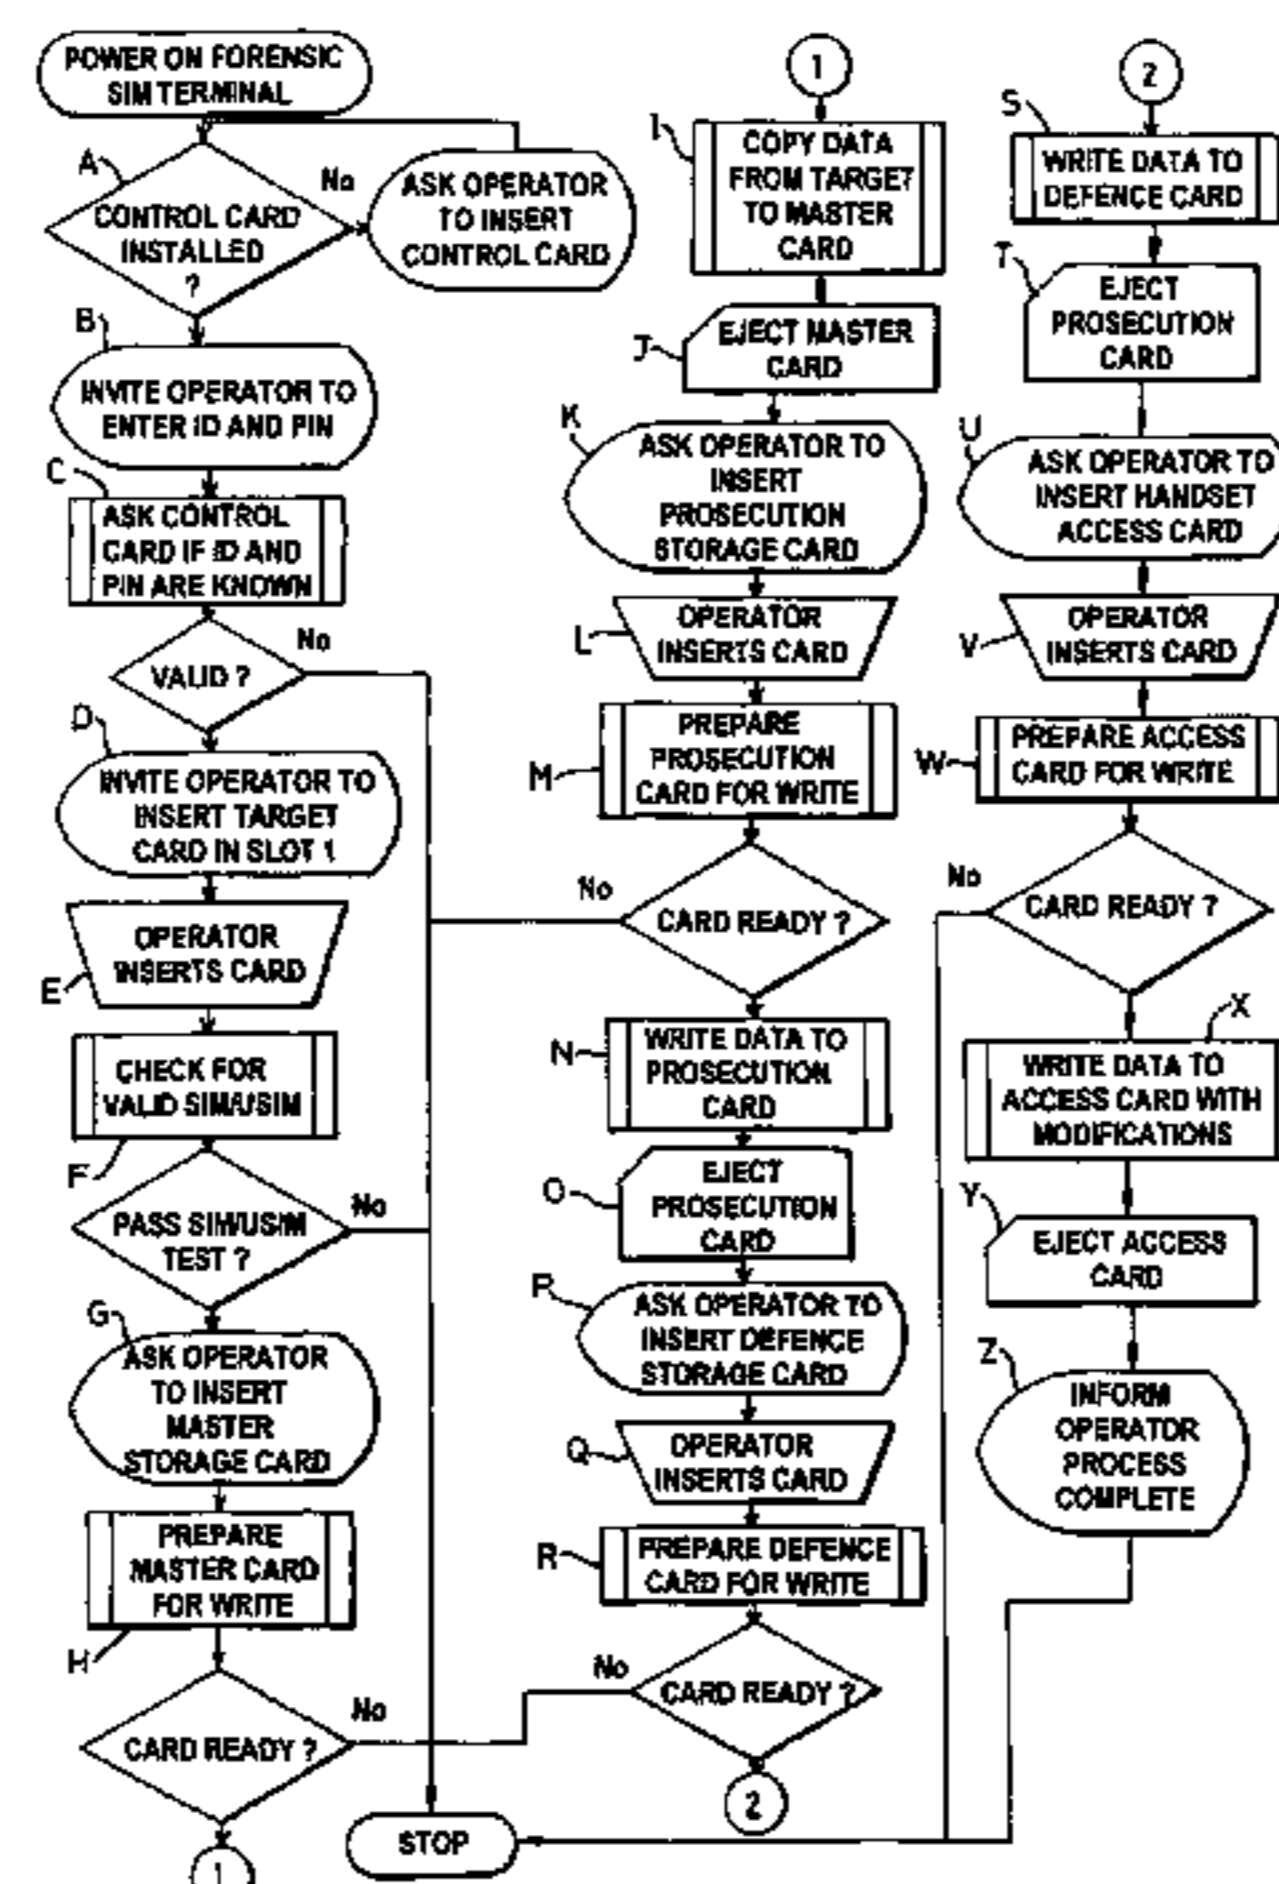 POWER ON FORENSIC
SIM TERMINAL
A
CONTROL CARD
INSTALLED
?
No
ASK OPERATOR
TO INSERT
CONTROL CARD
B
INVITE OPERATOR TO
ENTER ID AND PIN
C
ASK CONTROL
CARD IF ID AND
PIN ARE KNOWN
VALID ?
No
D
INVITE OPERATOR TO
INSERT TARGET
CARD IN SLOT 1
OPERATOR
INSERTS CARD
E
CHECK FOR
VALID SIM/USIM
F
PASS SIM/USIM
TEST ?
No
G
ASK OPERATOR
TO INSERT
MASTER
STORAGE CARD
PREPARE
MASTER CARD
FOR WRITE
H
CARD READY ?
No
1
STOP
1
I
COPY DATA
FROM TARGET
TO MASTER
CARD
J
EJECT MASTER
CARD
K
ASK OPERATOR TO
INSERT
PROSECUTION
STORAGE CARD
L
OPERATOR
INSERTS CARD
M
PREPARE
PROSECUTION
CARD FOR WRITE
No
CARD READY ?
N
WRITE DATA TO
PROSECUTION
CARD
O
EJECT
PROSECUTION
CARD
P
ASK OPERATOR TO
INSERT DEFENCE
STORAGE CARD
Q
OPERATOR
INSERTS CARD
R
PREPARE DEFENCE
CARD FOR WRITE
No
CARD READY ?
2
2
S
WRITE DATA TO
DEFENCE CARD
T
EJECT
PROSECUTION
CARD
U
ASK OPERATOR TO
INSERT HANDSET
ACCESS CARD
V
OPERATOR
INSERTS CARD
W
PREPARE ACCESS
CARD FOR WRITE
No
CARD READY ?
X
WRITE DATA TO
ACCESS CARD WITH
MODIFICATIONS
Y
EJECT ACCESS
CARD
Z
INFORM
OPERATOR
PROCESS
COMPLETE